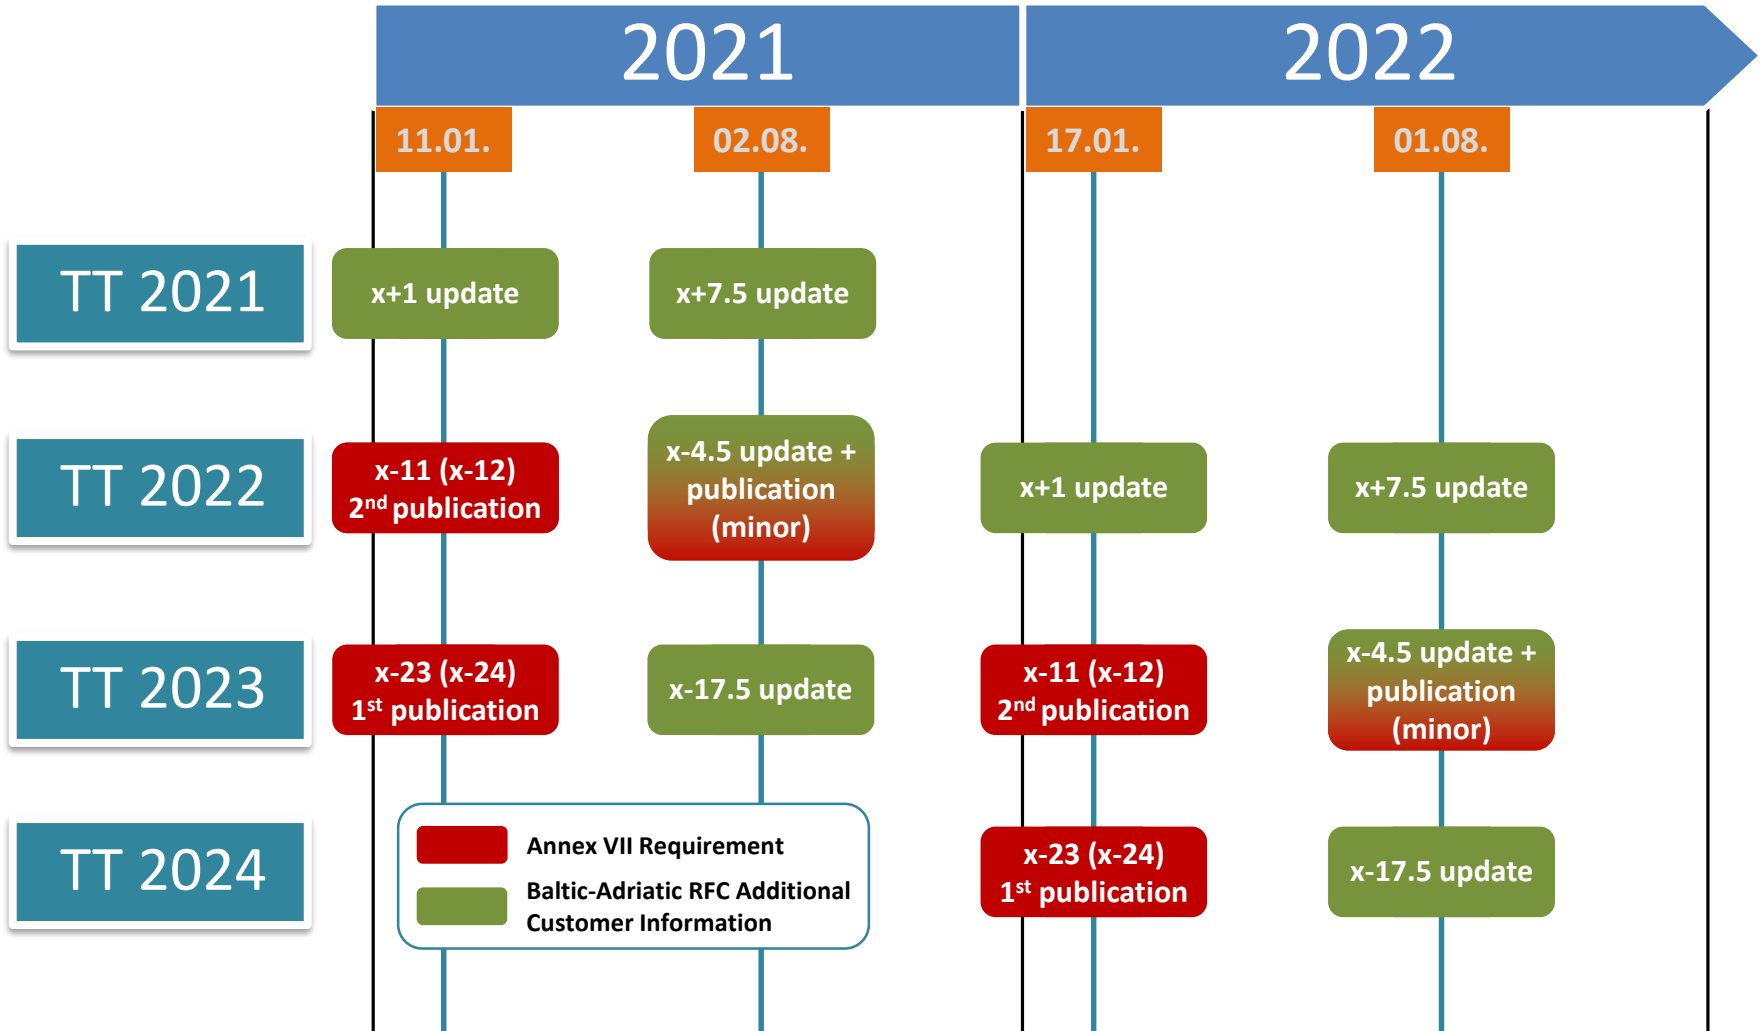 2021
2022
11.01.
02.08.
17.01.
01.08.
TT 2021
x+1 update
x+7.5 update
TT 2022
x-11 (x-12)
2nd publication
x-4.5 update +
publication
(minor)
x+1 update
x+7.5 update
TT 2023
x-23 (x-24)
1st publication
x-17.5 update
x-11 (x-12)
2nd publication
x-4.5 update +
publication
(minor)
TT 2024
Annex VII Requirement
Baltic-Adriatic RFC Additional
Customer Information
x-23 (x-24)
1st publication
x-17.5 update